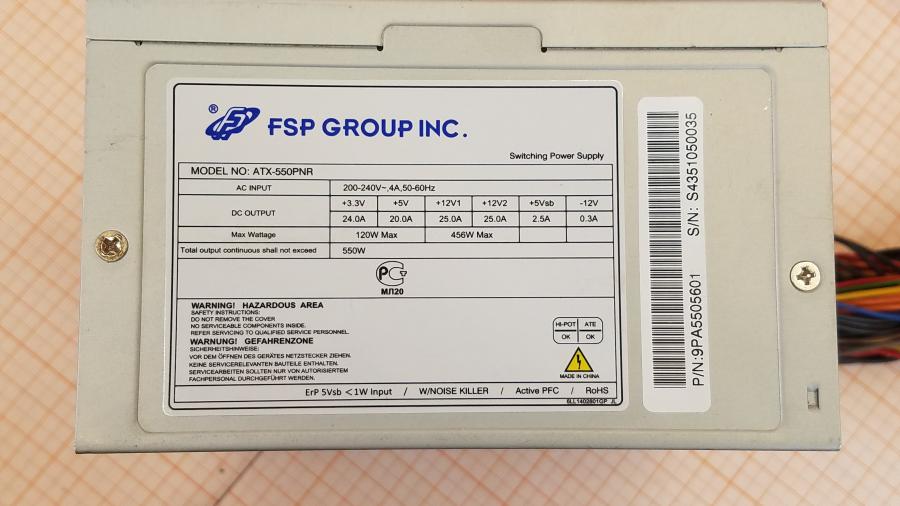 ® FSP GROUP INC.
Switching Power Supply
MODEL NO: ATX-550PNR
AC INPUT 200-240V~,4A,50-60Hz
DC OUTPUT +3.3V +5V +12V1 +12V2 +5Vsb -12V
24.0A 20.0A 25.0A 25.0A 2.5A 0.3A
Max Wattage 120W Max 456W Max
Total output continuous shall not exceed 550W
РСТ
МЛ20
WARNING! HAZARDOUS AREA
SAFETY INSTRUCTIONS:
DO NOT REMOVE THE COVER
NO SERVICEABLE COMPONENTS INSIDE.
REFER SERVICING TO QUALIFIED SERVICE PERSONNEL.
WARNUNG! GEFAHRENZONE
SICHERHEITSHINWEISE:
VOR DEM ÖFFNEN DES GERÄTES NETZSTECKER ZIEHEN.
KEINE SERVICERELEVANTEN BAUTEILE ENTHALTEN.
SERVICEARBEITEN SOLLTEN NUR VON AUTORISIERTEM
FACHPERSONAL DURCHGEFÜHRT WERDEN.
HI-POT ATE
OK OK
MADE IN CHINA
ErP 5Vsb <1W Input / W/NOISE KILLER / Active PFC / RoHS
6LL1402801GP JL
S/N: S4351050035
P/N:9PA5505601